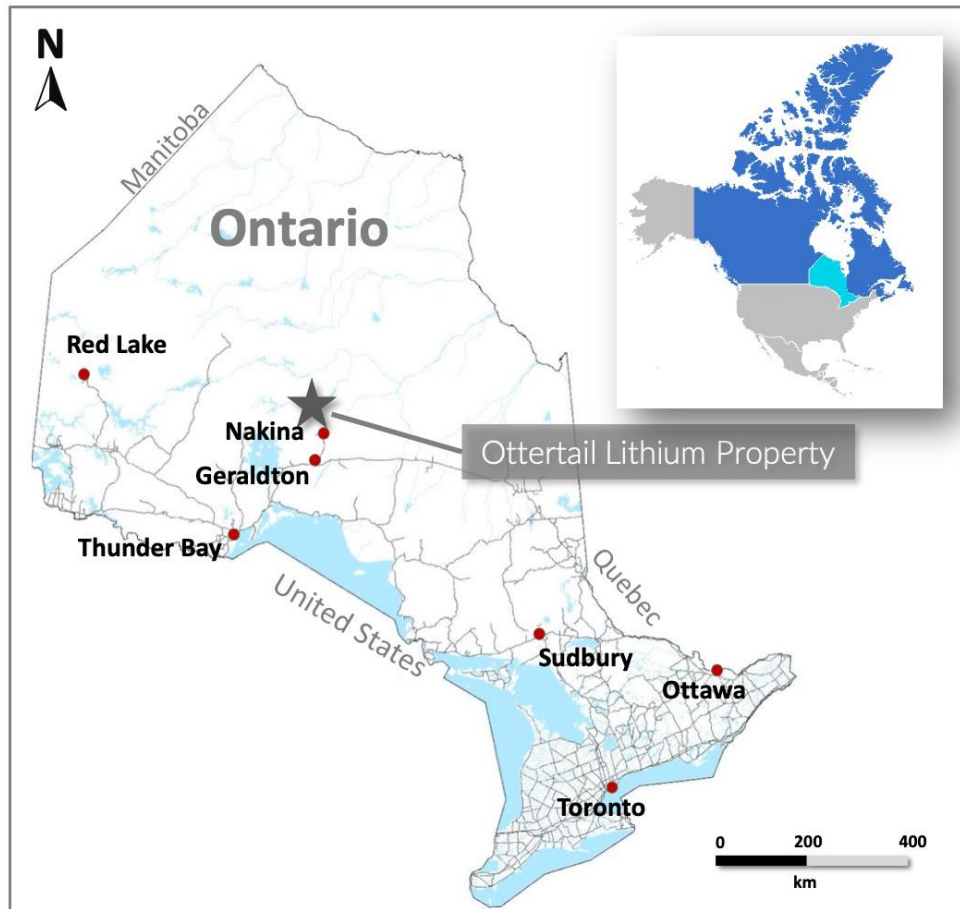 N
Manitoba
Ontario
Red Lake
Nakina
Ottertail Lithium Property
Geraldton
Thunder Bay
United States
Quebec
Sudbury
Ottawa
Toronto
0 200 400
km